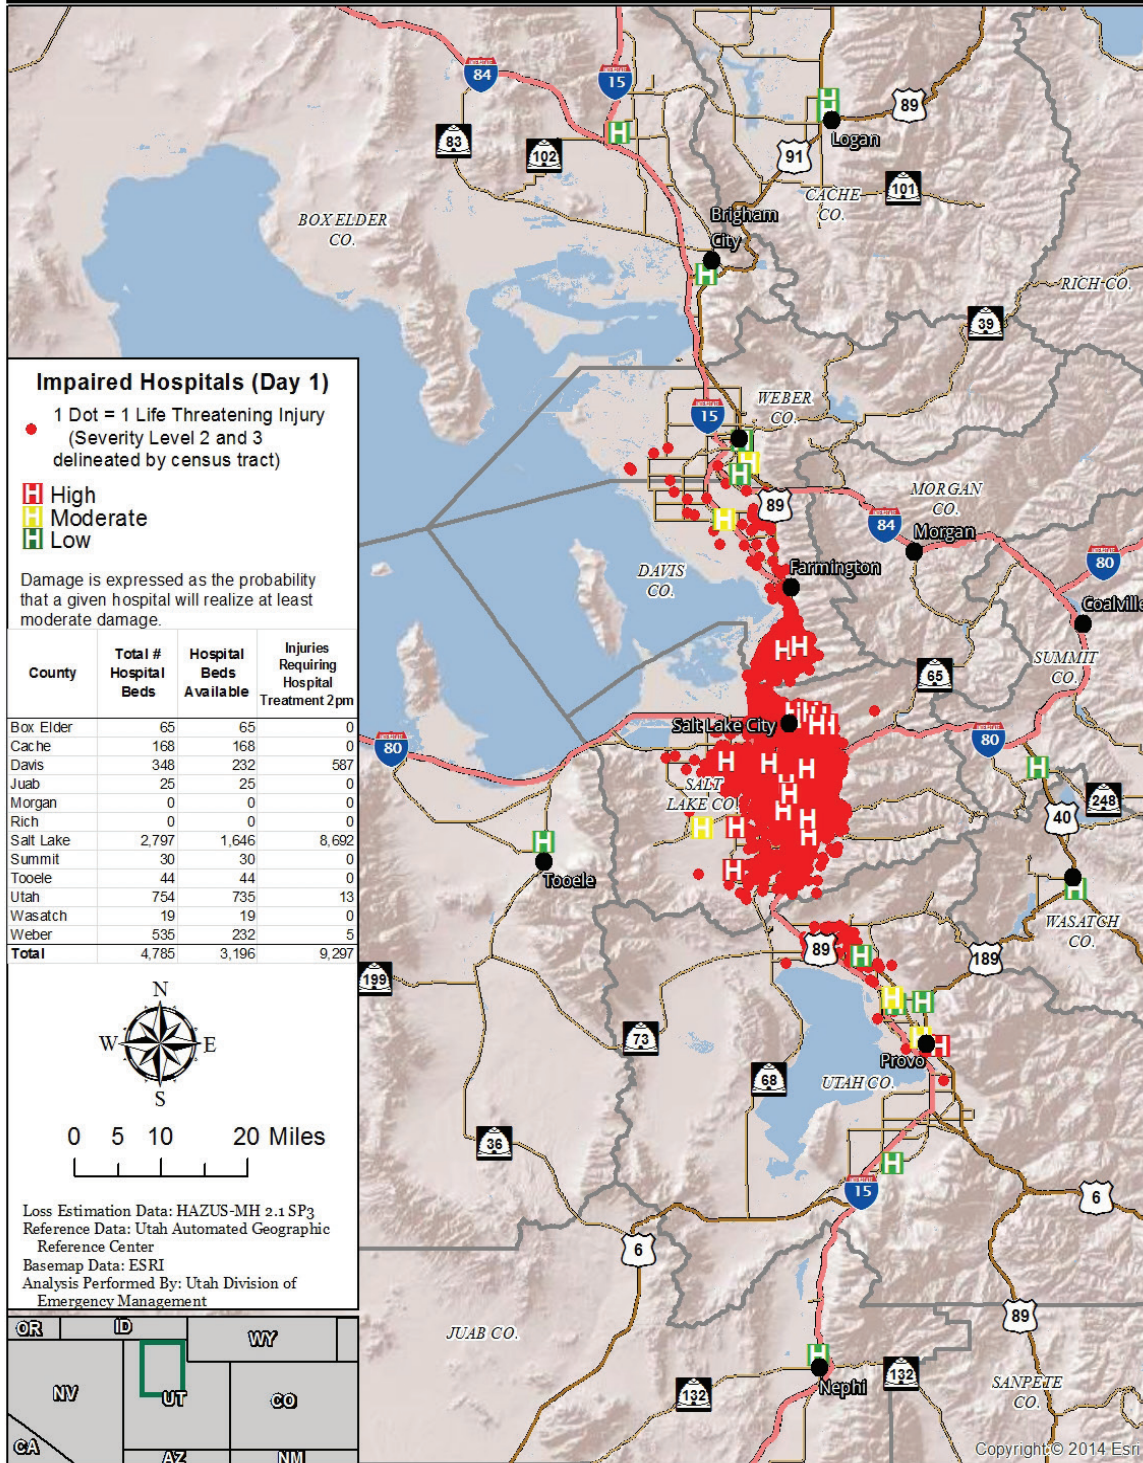 Impaired Hospitals (Day 1)
1 Dot = 1 Life Threatening Injury
(Severity Level 2 and 3
delineated by census tract)
H High
H Moderate
H Low
Damage is expressed as the probability
that a given hospital will realize at least
moderate damage.
County Total # Hospital Beds Hospital Beds Available Injuries Requiring Hospital Treatment 2pm
Box Elder 65 65 0
Cache 168 168 0
Davis 348 232 587
Juab 25 25 0
Morgan 0 0 0
Rich 0 0 0
Salt Lake 2,797 1,646 8,692
Summit 30 30 0
Tooele 44 44 0
Utah 754 735 13
Wasatch 19 19 0
Weber 535 232 5
Total 4,785 3,196 9,297
N
W E
S
0 5 10 20 Miles
Loss Estimation Data: HAZUS-MH 2.1 SP3
Reference Data: Utah Automated Geographic
Reference Center
Basemap Data: ESRI
Analysis Performed By: Utah Division of
Emergency Management
OR ID WY
NV UT CO
CA AZ NM
84
15
H
89
83
102
H
Logan
91
CACHE
CO.
101
BOX ELDER
CO.
Brigham
City
H
RICH CO.
39
WEBER
CO.
15
H
H
89
H
MORGAN
CO.
84
Morgan
80
DAVIS
CO.
Farmington
Coalville
H H
SUMMIT
CO.
65
Salt Lake City
80
80
H
H H H
SALT
LAKE CO.
H
H
H
248
40
H H H
H
H
Tooele
H
H
WASATCH
CO.
89
H
189
199
H H
73
H
Provo
H
68
UTAH CO.
36
H
15
6
6
89
JUAB CO.
H
Nephi
132
132
SANPETE
CO.
Copyright:© 2014 Esri